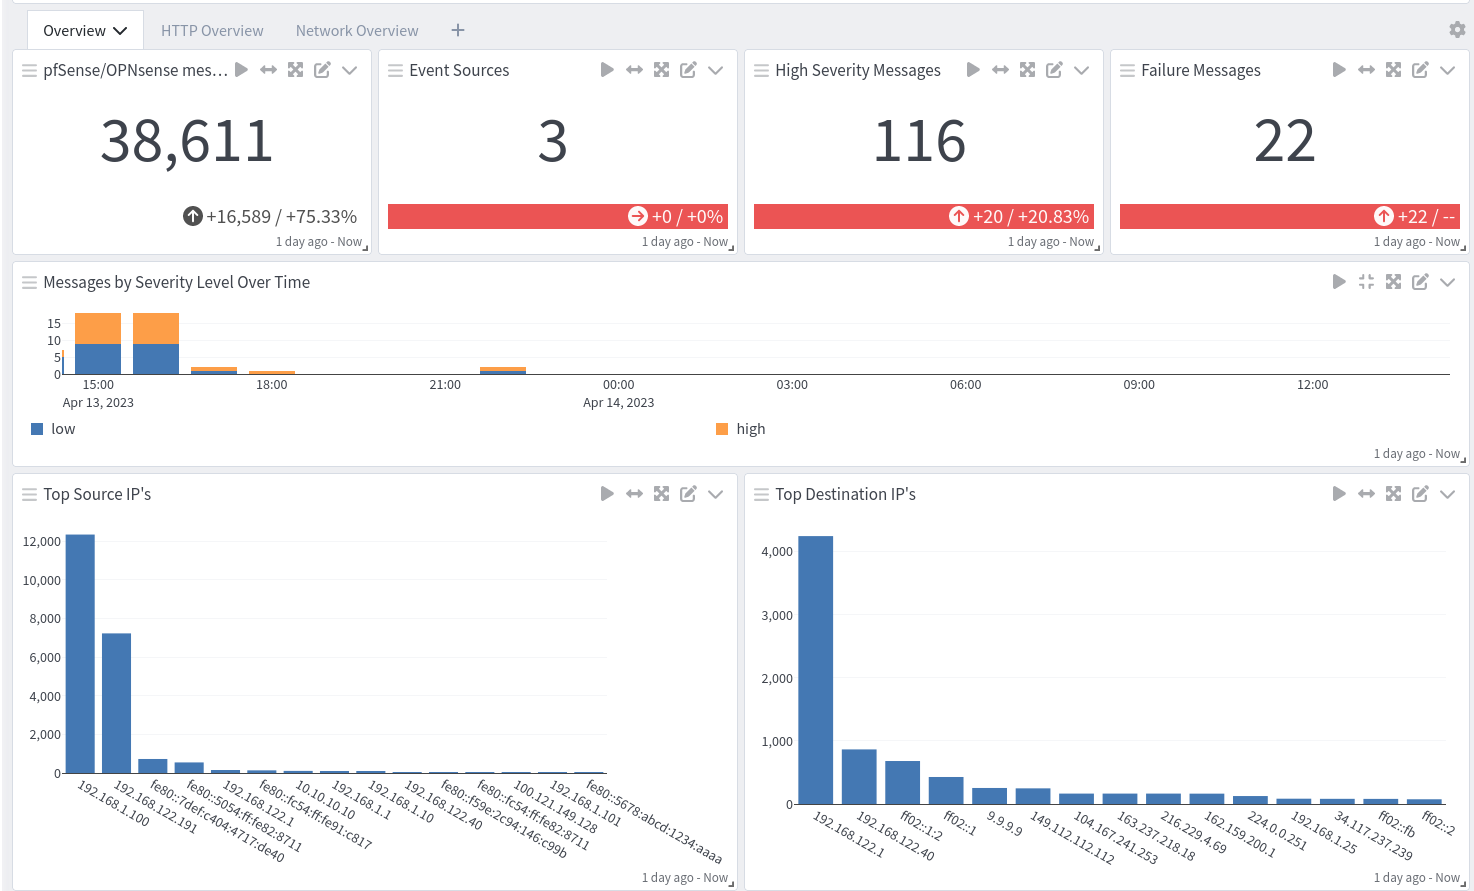 Overview HTTP Overview Network Overview +
pfSense/OPNsense mes...
38,611
+16,589 / +75.33%
1 day ago - Now
Event Sources
3
+0 / +0%
1 day ago - Now
High Severity Messages
116
+20 / +20.83%
1 day ago - Now
Failure Messages
22
+22 / --
1 day ago - Now
Messages by Severity Level Over Time
15
10
5
0
15:00 18:00 21:00 00:00 03:00 06:00 09:00 12:00
Apr 13, 2023 Apr 14, 2023
low high
1 day ago - Now
Top Source IP's
12,000
10,000
8,000
6,000
4,000
2,000
0
192.168.1.100
192.168.122.191
fe80::7def:c404:4717:de40
fe80::5054:ff:fe82:8711
192.168.122.1
fe80::fc54:ff:fe91:c817
10.10.10.10
192.168.1.1
192.168.1.10
192.168.122.40
fe80::f59e:2c94:146:c99b
fe80::fc54:ff:fe82:8711
100.121.149.128
192.168.1.101
fe80::5678:abcd:1234:aaaa
1 day ago - Now
Top Destination IP's
4,000
3,000
2,000
1,000
0
192.168.122.1
192.168.122.40
ff02::1:2
ff02::1
9.9.9.9
149.112.112.112
104.167.241.253
163.237.218.18
216.229.4.69
162.159.200.1
224.0.0.251
192.168.1.25
34.117.237.239
ff02::fb
ff02::2
1 day ago - Now